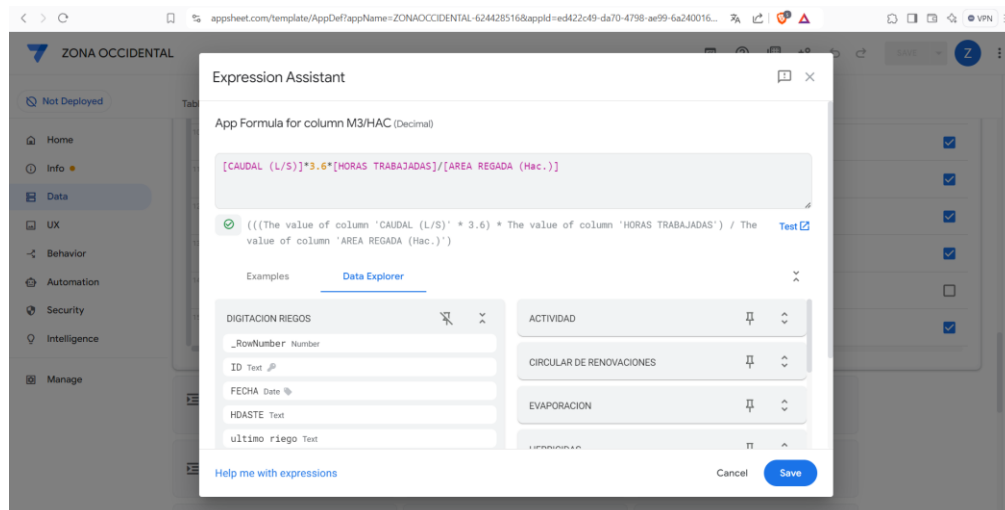 appsheet.com/template/AppDef?appName=ZONAOCCIDENTAL-624428516&appId=ed422c49-da70-4798-ae99-6a240016...
VPN
ZONA OCCIDENTAL
SAVE
Z
Not Deployed
Home
Info
Data
UX
Behavior
Automation
Security
Intelligence
Manage
Expression Assistant
App Formula for column M3/HAC (Decimal)
[CAUDAL (L/S)]*3.6*[HORAS TRABAJADAS]/[AREA REGADA (Hac.)]
(((The value of column 'CAUDAL (L/S)' * 3.6) * The value of column 'HORAS TRABAJADAS') / The
value of column 'AREA REGADA (Hac.)')
Test
Examples
Data Explorer
DIGITACION RIEGOS
_RowNumber Number
ID Text
FECHA Date
HDASTE Text
ultimo riego Text
ACTIVIDAD
CIRCULAR DE RENOVACIONES
EVAPORACION
Help me with expressions
Cancel
Save